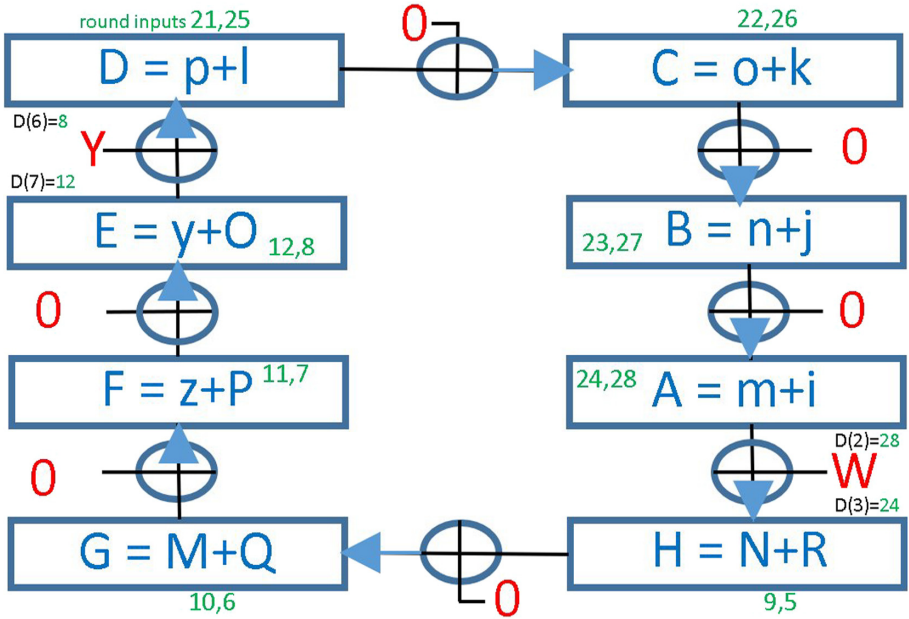 round inputs 21,25
22,26
0
D = p+l
C = o+k
D(6)=8
Y
0
D(7)=12
E = y+O
12,8
23,27
B = n+j
0
0
F = z+P
11,7
24,28
A = m+i
D(2)=28
0
W
D(3)=24
G = M+Q
H = N+R
10,6
0
9,5